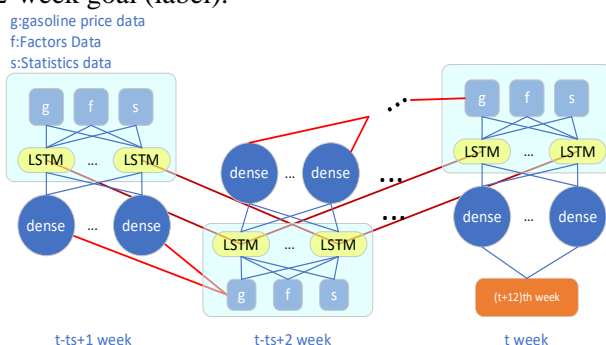 2 week goal (label).
g:gasoline price data
f:Factors Data
s:Statistics data
g f s
LSTM ... LSTM
dense ... dense
t-ts+1 week
dense ... dense
LSTM ... LSTM
g f s
t-ts+2 week
...
...
...
g f s
LSTM ... LSTM
dense ... dense
(t+12)th week
t week